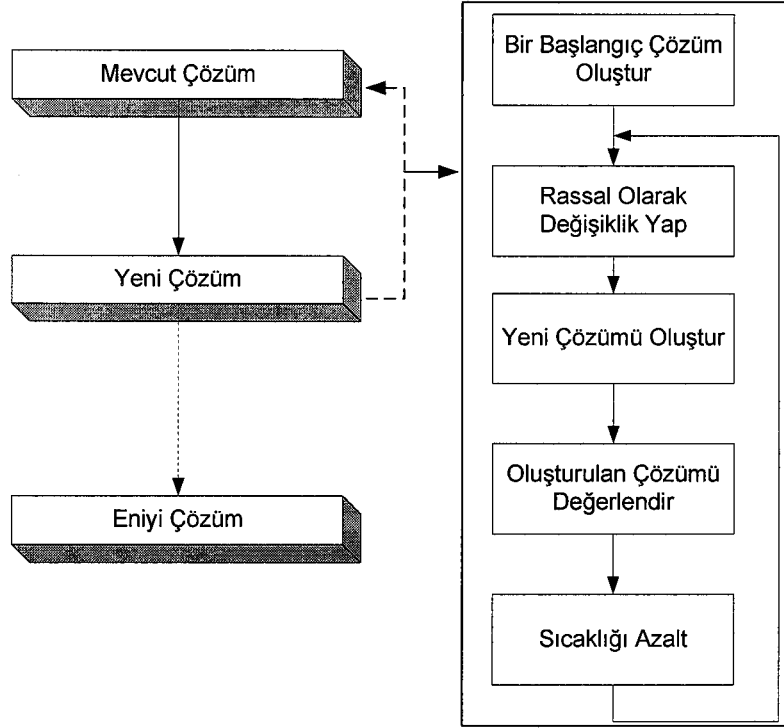 Mevcut Çözüm
Yeni Çözüm
Eniyi Çözüm
Bir Başlangıç Çözüm
Oluştur
Rassal Olarak
Değişiklik Yap
Yeni Çözümü Oluştur
Oluşturulan Çözümü
Değerlendir
Sıcaklığı Azalt